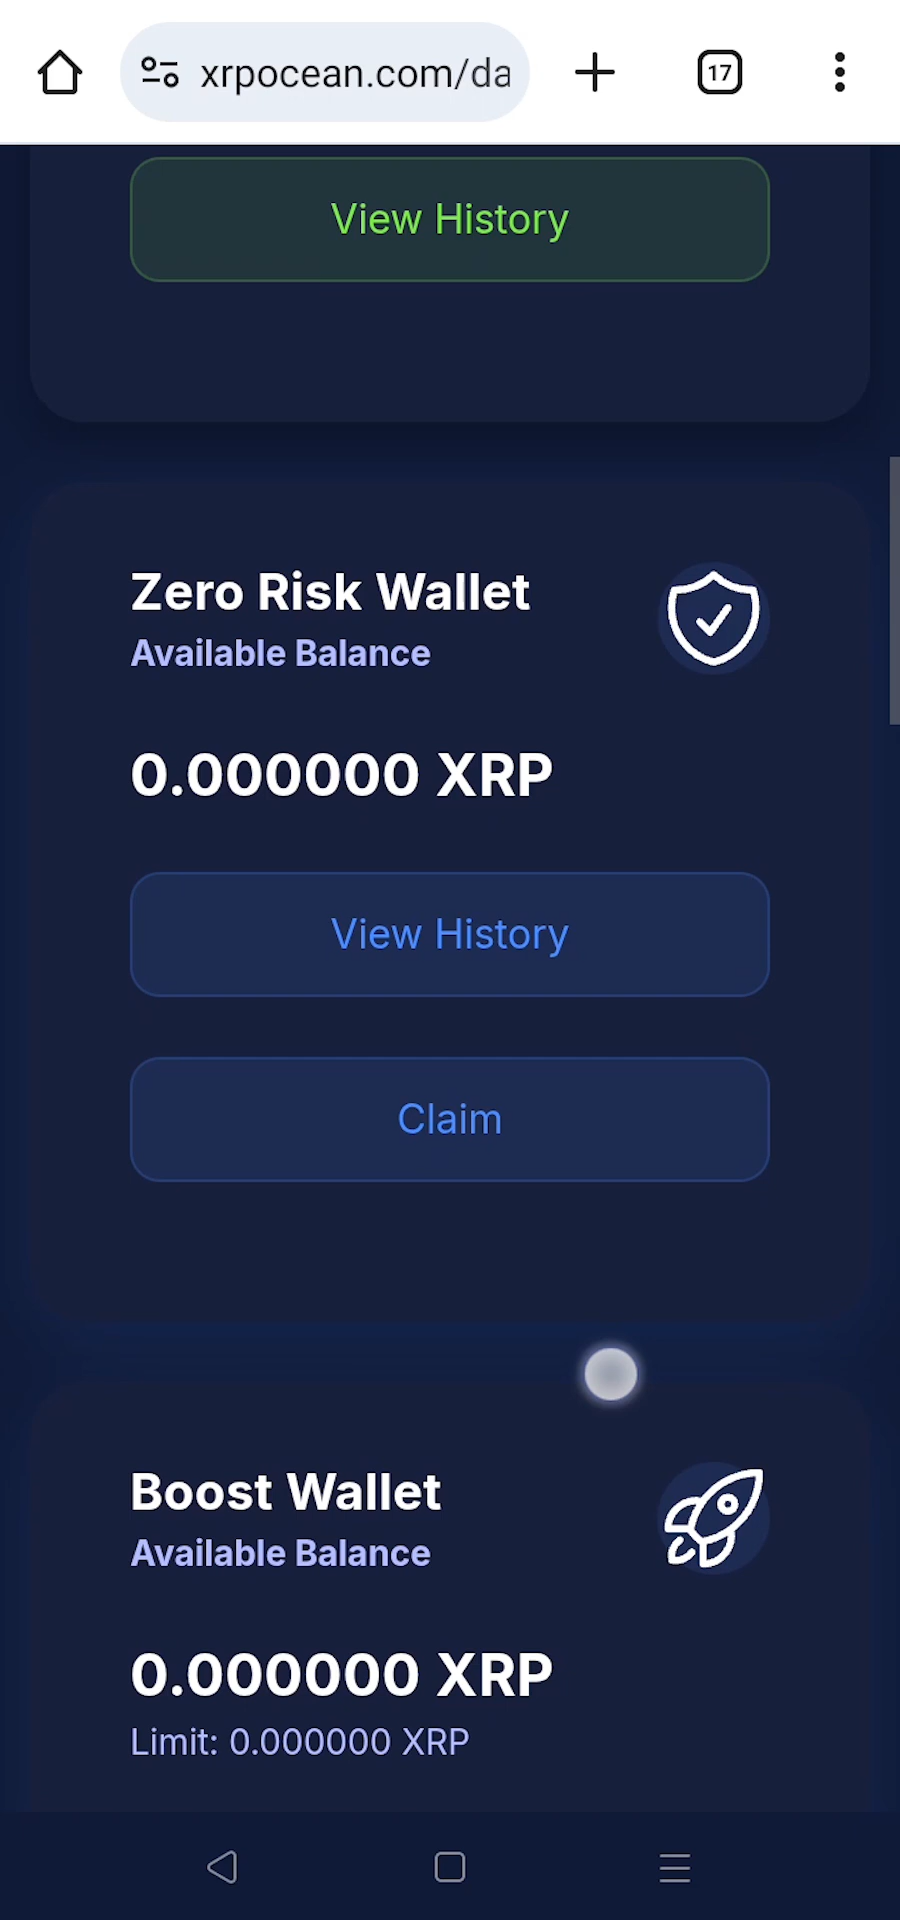 xrpocean.com/da
17
View History
Zero Risk Wallet
Available Balance
0.000000 XRP
View History
Claim
Boost Wallet
Available Balance
0.000000 XRP
Limit: 0.000000 XRP